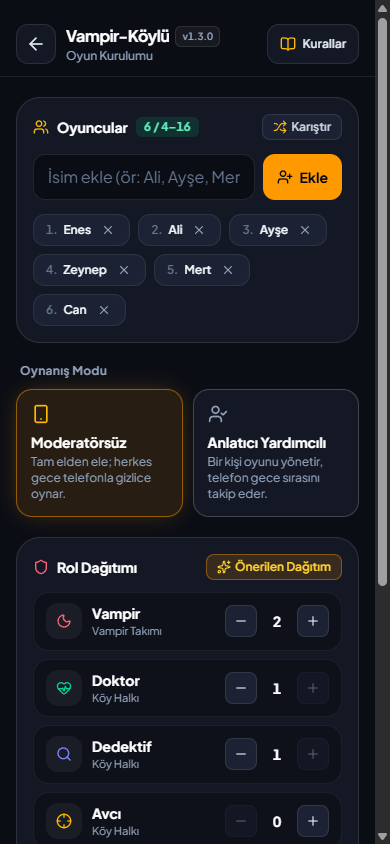 Vampir-Köylü v1.3.0
Oyun Kurulumu
Kurallar
Oyuncular 6 / 4–16
Karıştır
İsim ekle (ör: Ali, Ayşe, Mer
Ekle
1. Enes
2. Ali
3. Ayşe
4. Zeynep
5. Mert
6. Can
Oynanış Modu
Moderatörsüz
Tam elden ele; herkes
gece telefonla gizlice
oynar.
Anlatıcı Yardımcılı
Bir kişi oyunu yönetir,
telefon gece sırasını
takip eder.
Rol Dağıtımı
Önerilen Dağıtım
Vampir
Vampir Takımı
2
Doktor
Köy Halkı
1
Dedektif
Köy Halkı
1
Avcı
Köy Halkı
0